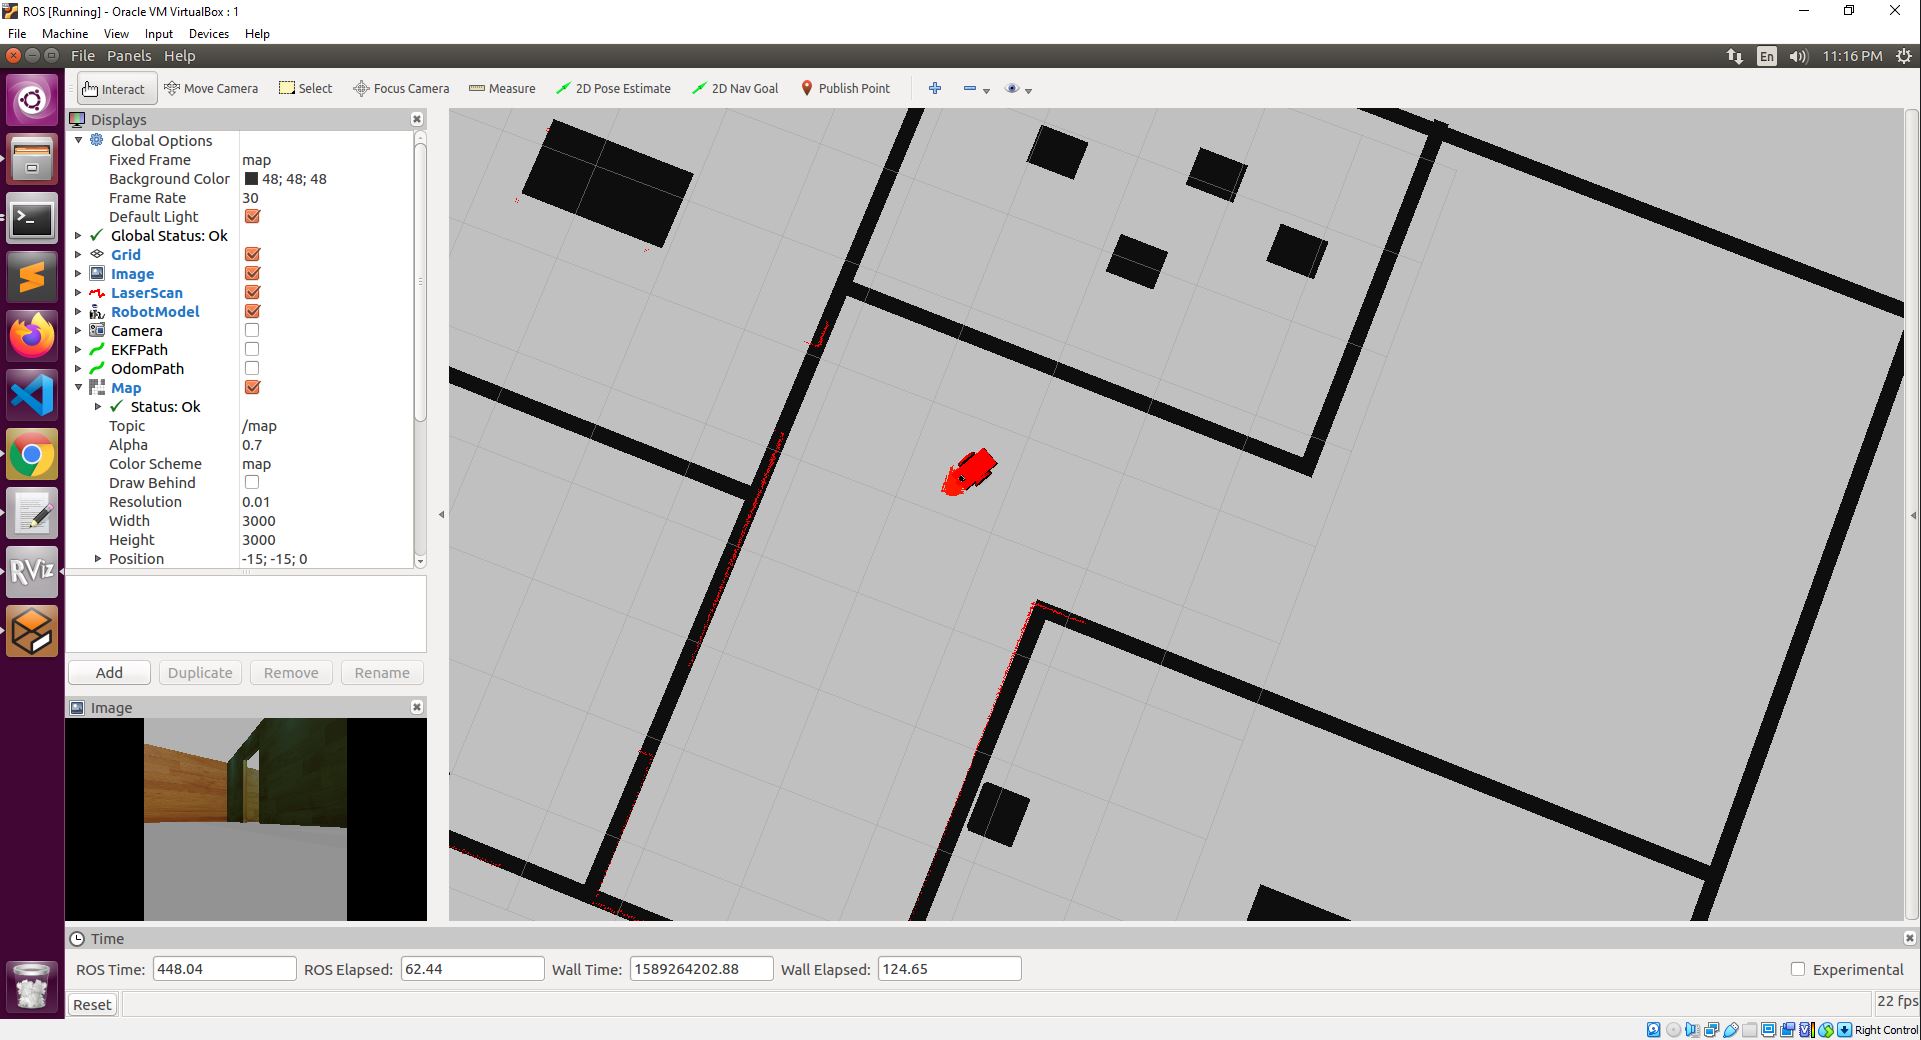 ROS [Running] - Oracle VM VirtualBox : 1
File Machine View Input Devices Help
File Panels Help
En 11:16 PM
Interact Move Camera Select Focus Camera Measure 2D Pose Estimate 2D Nav Goal Publish Point
Displays
Global Options
Fixed Frame map
Background Color 48; 48; 48
Frame Rate 30
Default Light
Global Status: Ok
Grid
Image
LaserScan
RobotModel
Camera
EKFPath
OdomPath
Map
Status: Ok
Topic /map
Alpha 0.7
Color Scheme map
Draw Behind
Resolution 0.01
Width 3000
Height 3000
Position -15; -15; 0
RViz
Add Duplicate Remove Rename
Image
Time
ROS Time: 448.04 ROS Elapsed: 62.44 Wall Time: 1589264202.88 Wall Elapsed: 124.65 Experimental
Reset 22 fps
Right Control